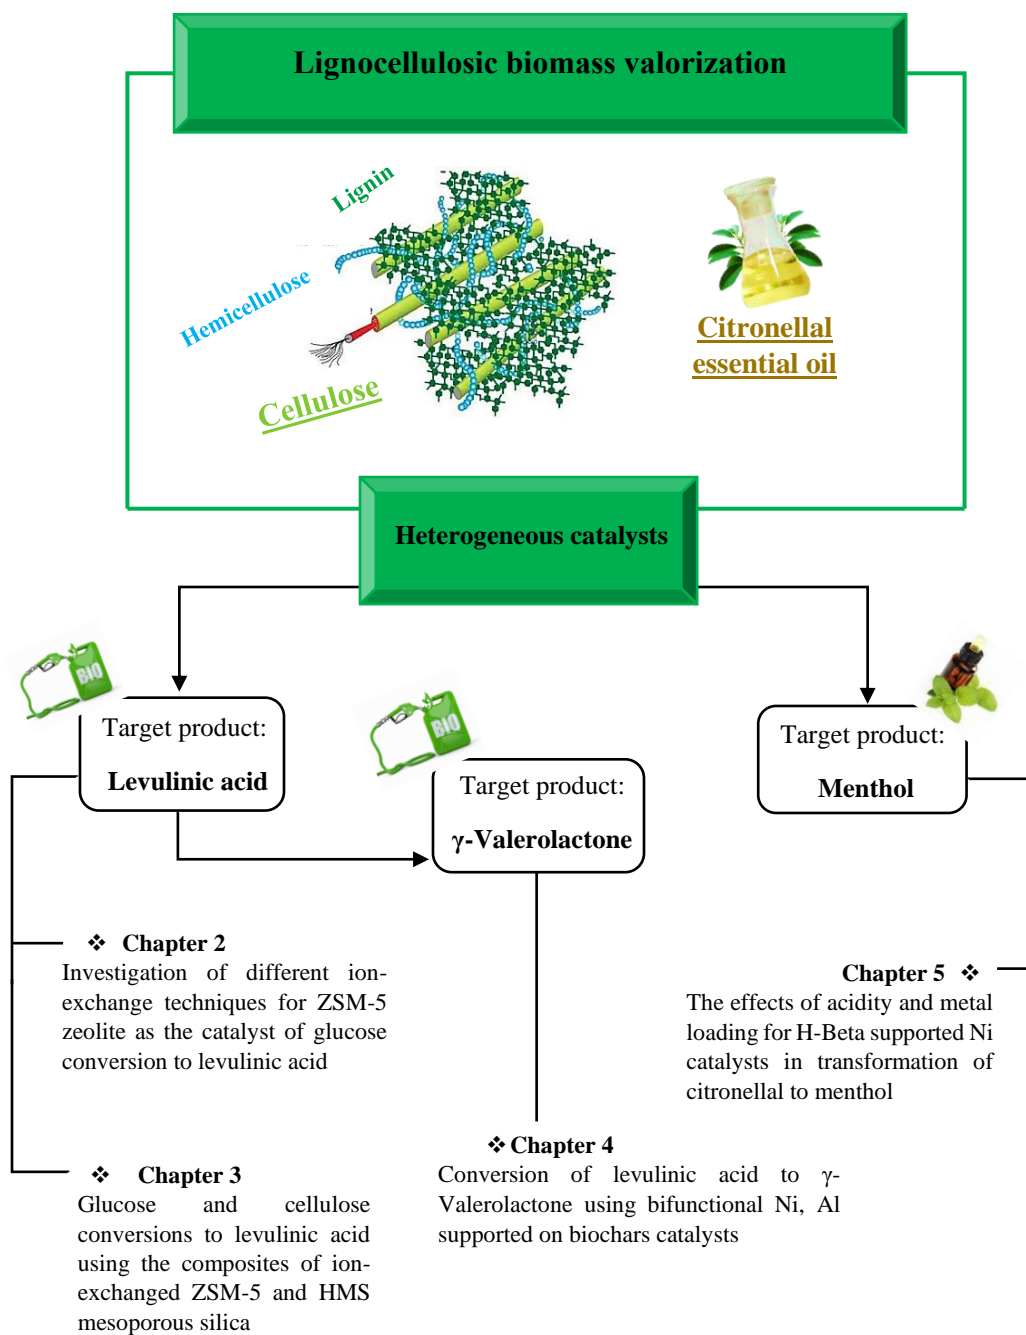 Lignocellulosic biomass valorization
Lignin
Hemicellulose
Cellulose
Citronellal
essential oil
Heterogeneous catalysts
BIO
Target product:
Levulinic acid
BIO
Target product:
γ-Valerolactone
Target product:
Menthol
❖ Chapter 2
Investigation of different ion-
exchange techniques for ZSM-5
zeolite as the catalyst of glucose
conversion to levulinic acid
Chapter 5 ❖
The effects of acidity and metal
loading for H-Beta supported Ni
catalysts in transformation of
citronellal to menthol
❖ Chapter 3
Glucose and cellulose
conversions to levulinic acid
using the composites of ion-
exchanged ZSM-5 and HMS
mesoporous silica
❖ Chapter 4
Conversion of levulinic acid to γ-
Valerolactone using bifunctional Ni, Al
supported on biochars catalysts